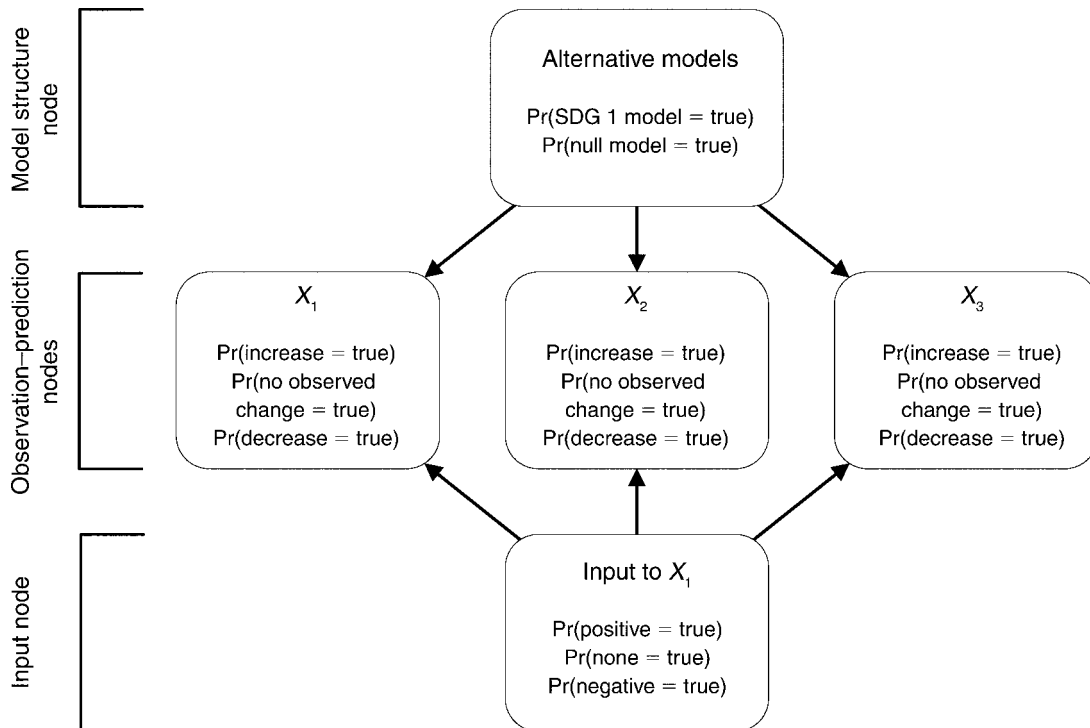 Model structure
node
Alternative models
Pr(SDG 1 model = true)
Pr(null model = true)
Observation–prediction
nodes
X1
Pr(increase = true)
Pr(no observed
change = true)
Pr(decrease = true)
X2
Pr(increase = true)
Pr(no observed
change = true)
Pr(decrease = true)
X3
Pr(increase = true)
Pr(no observed
change = true)
Pr(decrease = true)
Input node
Input to X1
Pr(positive = true)
Pr(none = true)
Pr(negative = true)